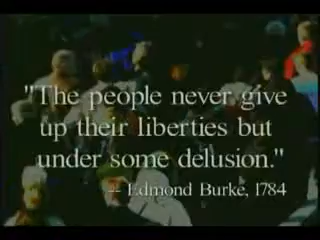 "The people never give
up their liberties but
under some delusion."
-- Edmond Burke, 1784